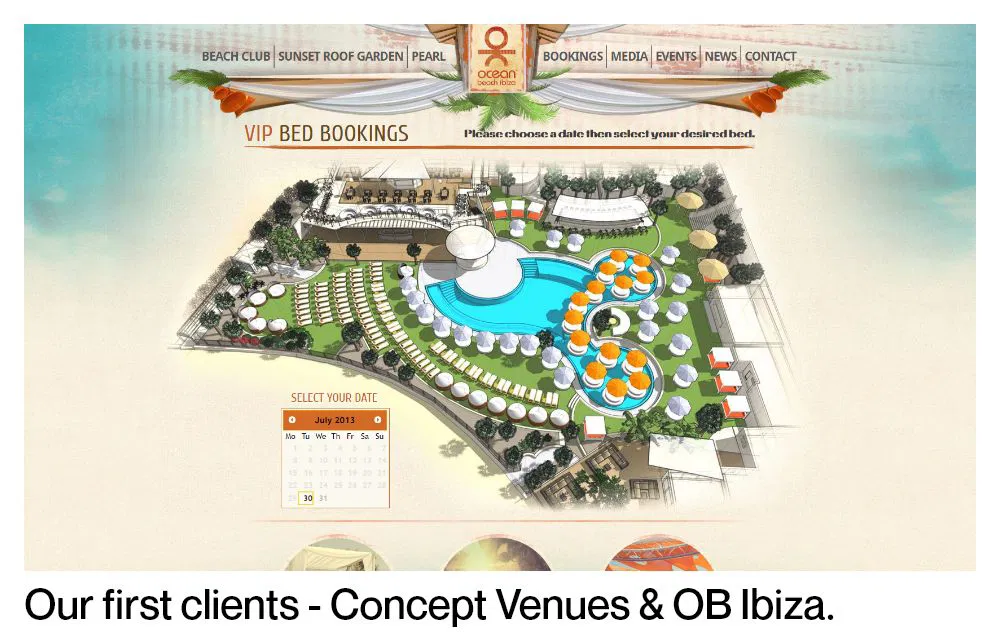 BEACH CLUB SUNSET ROOF GARDEN PEARL
ocean
beach ibiza
BOOKINGS MEDIA EVENTS NEWS CONTACT
VIP BED BOOKINGS
Please choose a date then select your desired bed.
SELECT YOUR DATE
July 2013
Mo Tu We Th Fr Sa Su
1 2 3 4 5 6 7
8 9 10 11 12 13 14
15 16 17 18 19 20 21
22 23 24 25 26 27 28
29 30 31
Our first clients - Concept Venues & OB Ibiza.